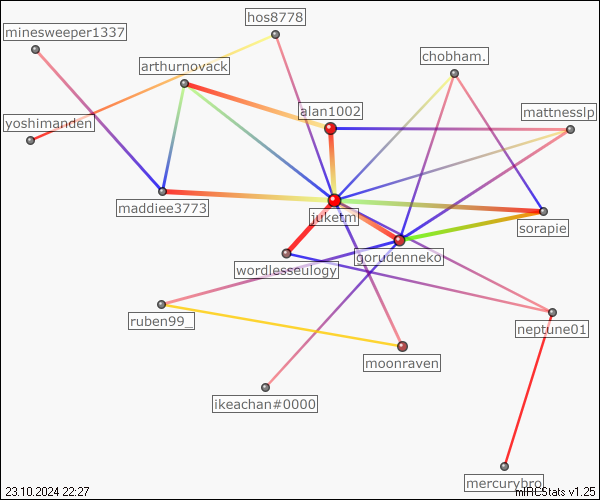 hos8778
minesweeper1337
chobham.
arthurnovack
alan1002
mattnesslp
yoshimanden
maddiee3773
juketm
sorapie
gorudenneko
wordlesseulogy
ruben99_
neptune01
moonraven
ikeachan#0000
mercurybro
23.10.2024 22:27
mIRCStats v1.25